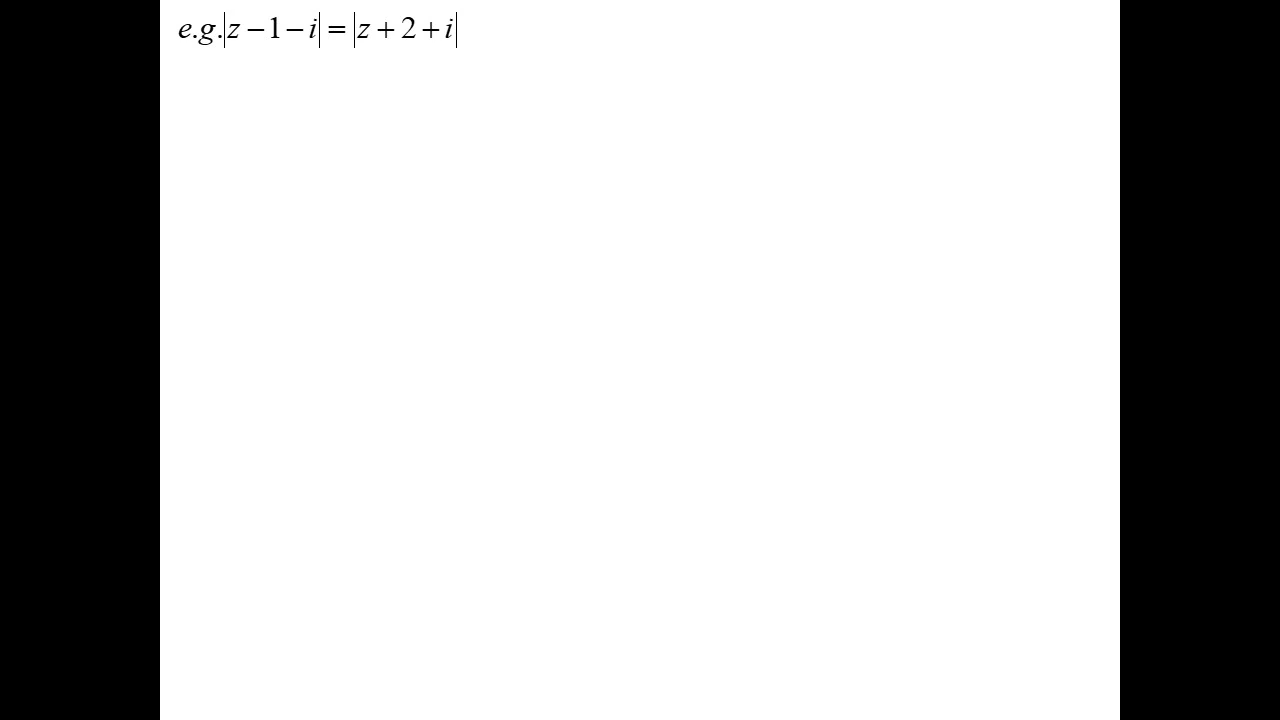 e.g.|z − 1 − i| = |z + 2 + i|